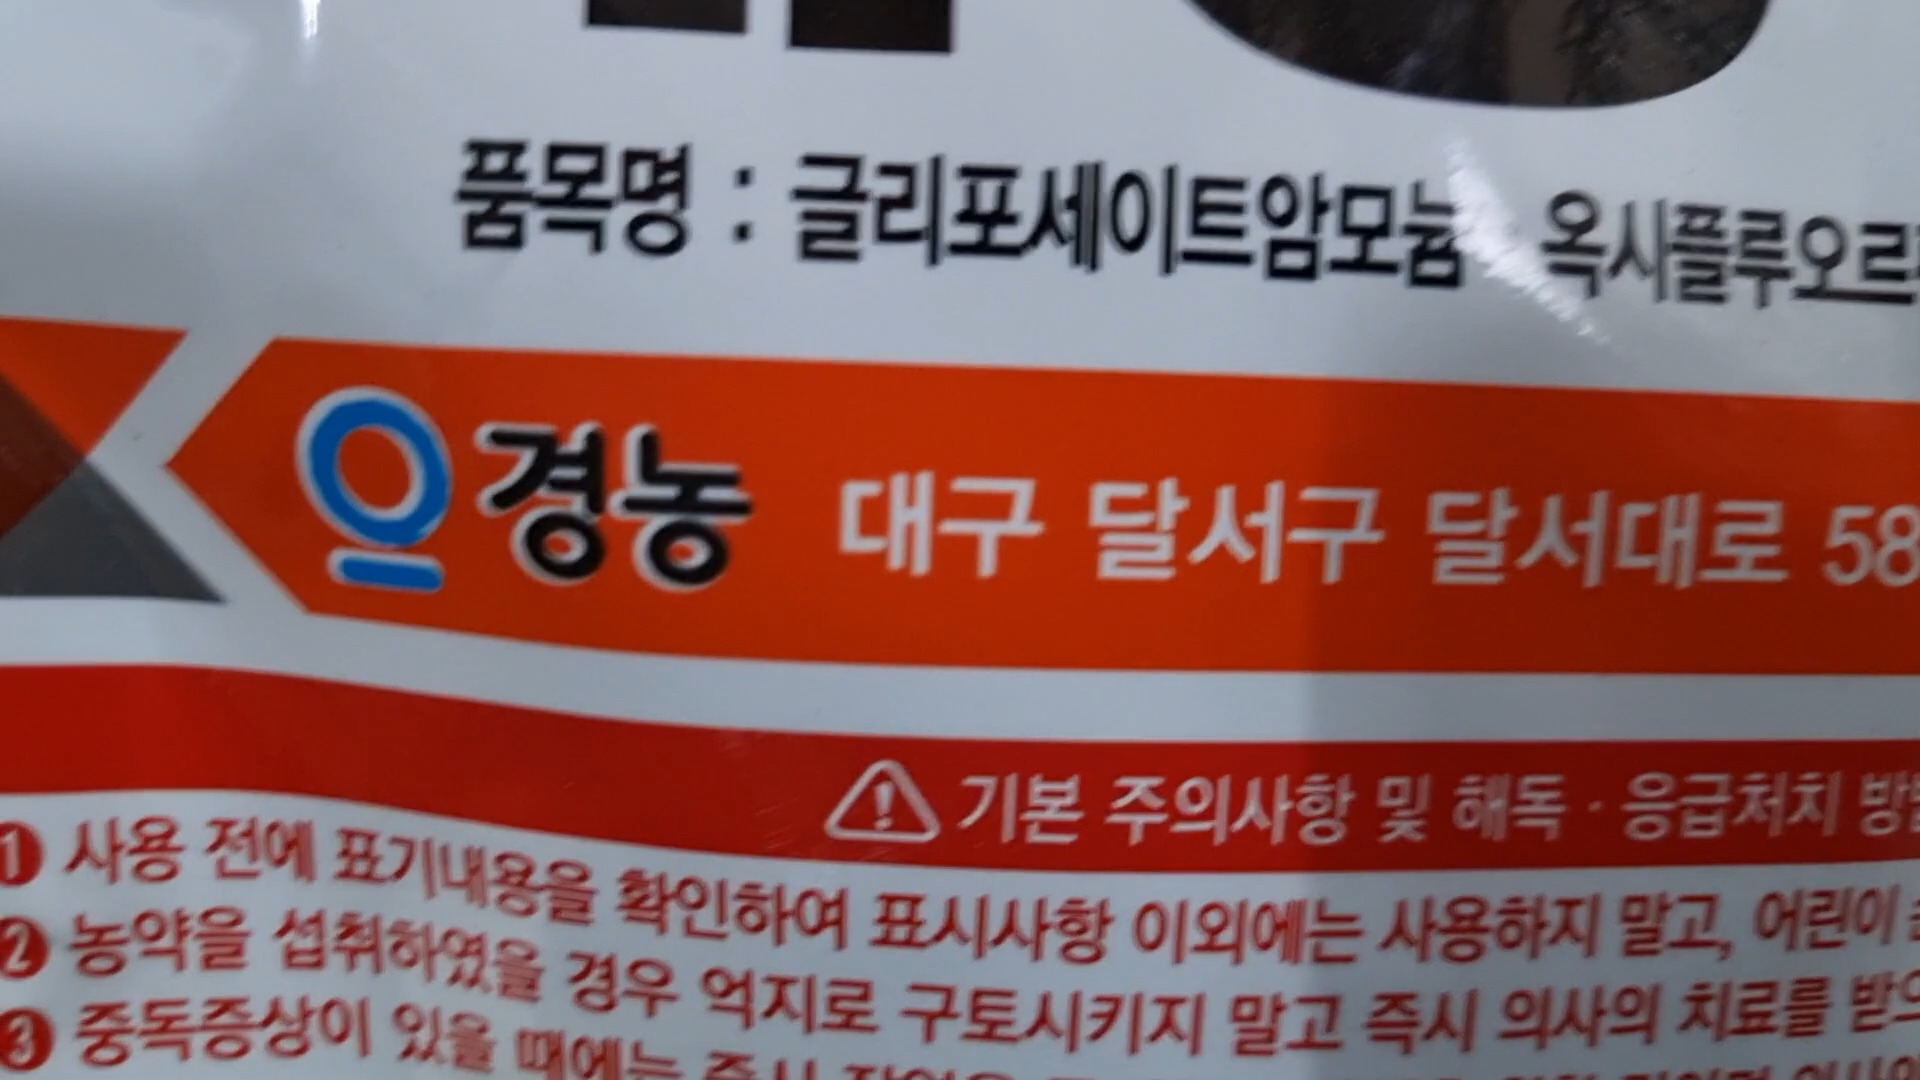 품목명 : 글리포세이트암모늄 옥시플루오르
경농 대구 달서구 달서대로 58
기본 주의사항 및 해독 · 응급처치 방법
1 사용 전에 표기내용을 확인하여 표시사항 이외에는 사용하지 말고, 어린이
2 농약을 섭취하였을 경우 억지로 구토시키지 말고 즉시 의사의 치료를 받으
3 중독증상이 있을 때에는 즉시